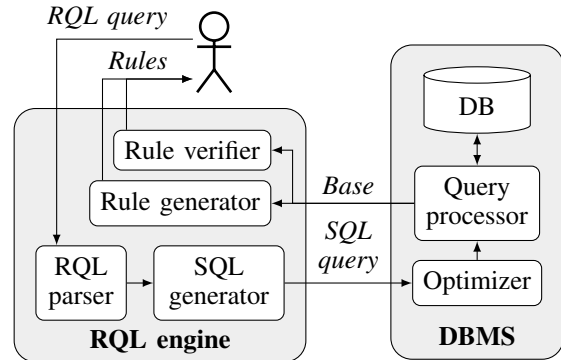 RQL query
Rules
DB
Rule verifier
Rule generator
Base
Query
processor
SQL
query
RQL
parser
SQL
generator
Optimizer
RQL engine
DBMS